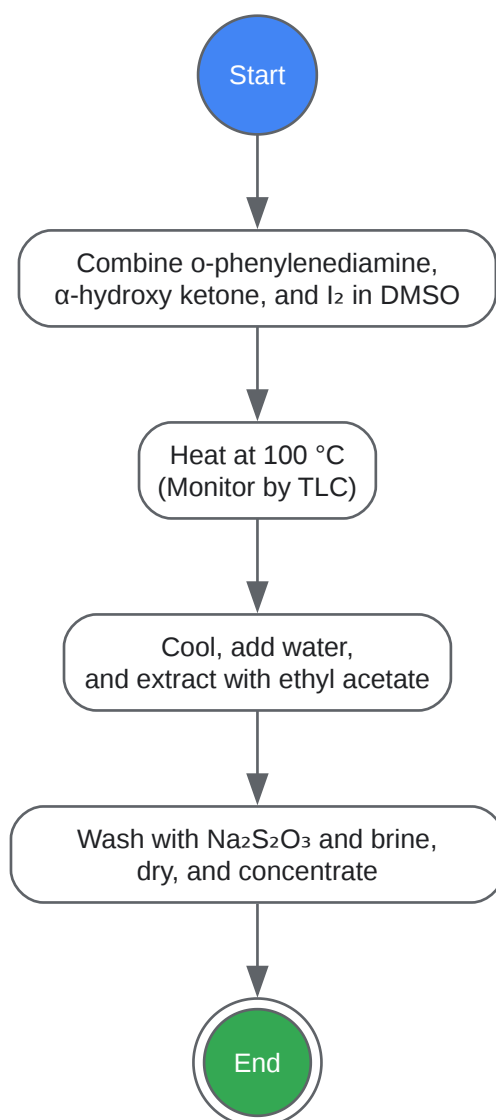 Start
Combine o-phenylenediamine,
α-hydroxy ketone, and I₂ in DMSO
Heat at 100 °C
(Monitor by TLC)
Cool, add water,
and extract with ethyl acetate
Wash with Na₂S₂O₃ and brine,
dry, and concentrate
End